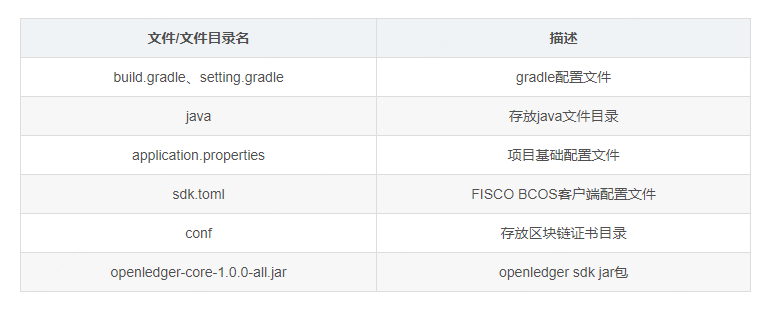 文件/文件目录名 描述
build.gradle、setting.gradle gradle配置文件
java 存放java文件目录
application.properties 项目基础配置文件
sdk.toml FISCO BCOS客户端配置文件
conf 存放区块链证书目录
openledger-core-1.0.0-all.jar openledger sdk jar包